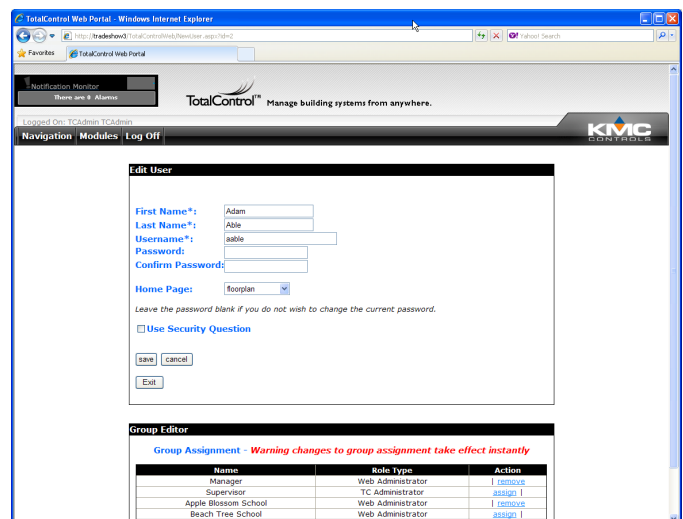 TotalControl Web Portal - Windows Internet Explorer
http://tradeshow3/TotalControlWeb/NewUser.aspx?id=2
Yahoo! Search
Favorites
TotalControl Web Portal
Notification Monitor
There are 0 Alarms
TotalControl™ Manage building systems from anywhere.
Logged On: TCAdmin TCAdmin
KMC
CONTROLS
Navigation Modules Log Off
Edit User
First Name*: Adam
Last Name*: Able
Username*: aable
Password:
Confirm Password:
Home Page: floorplan
Leave the password blank if you do not wish to change the current password.
Use Security Question
save cancel
Exit
Group Editor
Group Assignment - Warning changes to group assignment take effect instantly
Name Role Type Action
Manager Web Administrator | remove
Supervisor TC Administrator assign |
Apple Blossom School Web Administrator | remove
Beach Tree School Web Administrator assign |